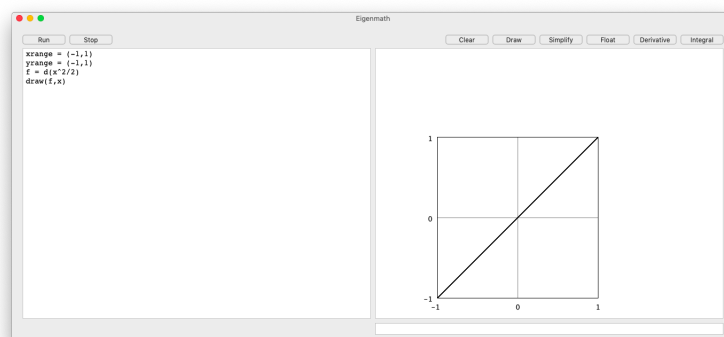 Eigenmath
Run Stop Clear Draw Simplify Float Derivative Integral
xrange = (-1,1)
yrange = (-1,1)
f = d(x^2/2)
draw(f,x)
1
0
-1
-1 0 1